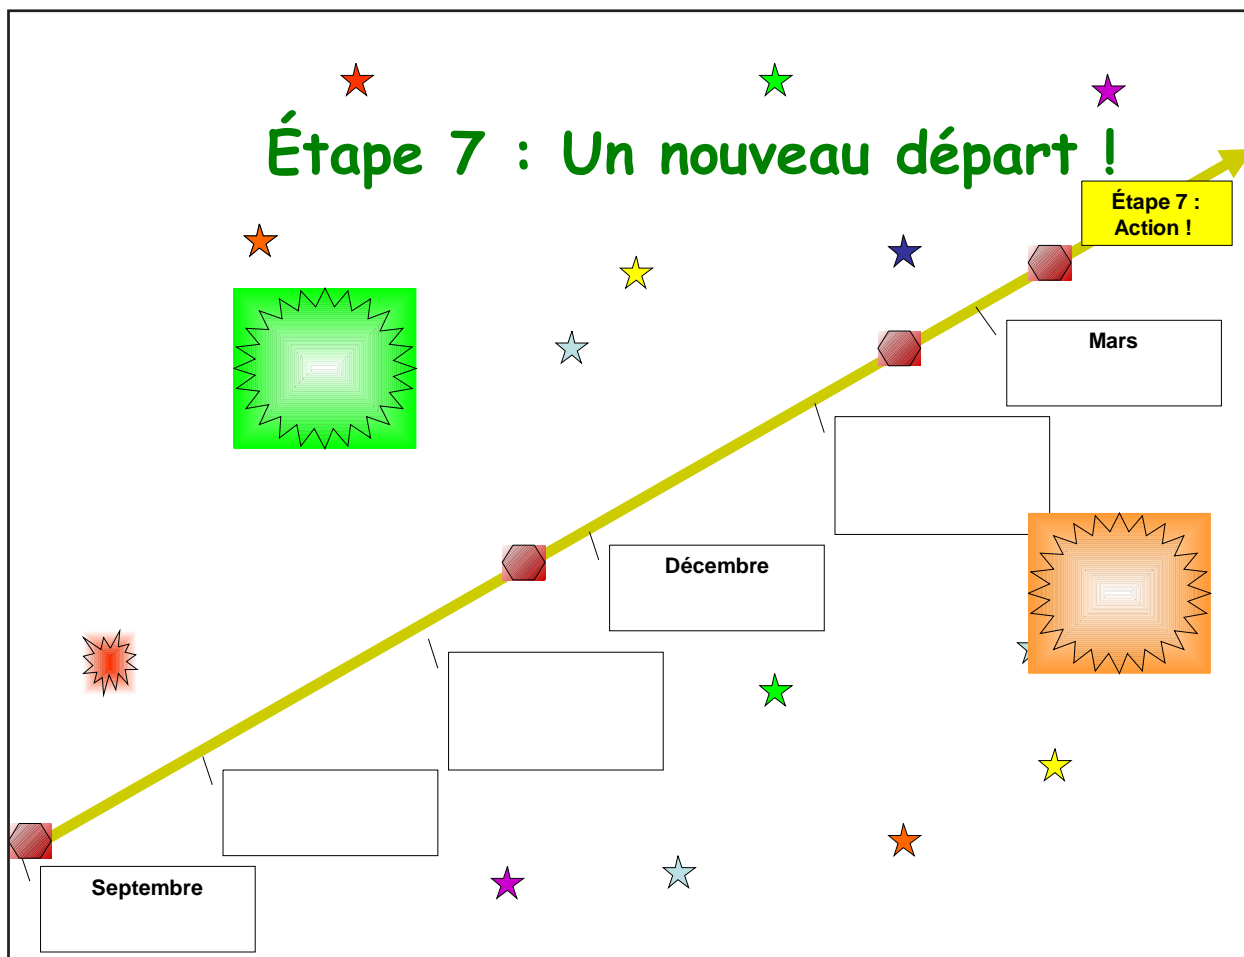 Étape 7 : Un nouveau départ !
Étape 7 :
Action !
Mars
Décembre
Septembre